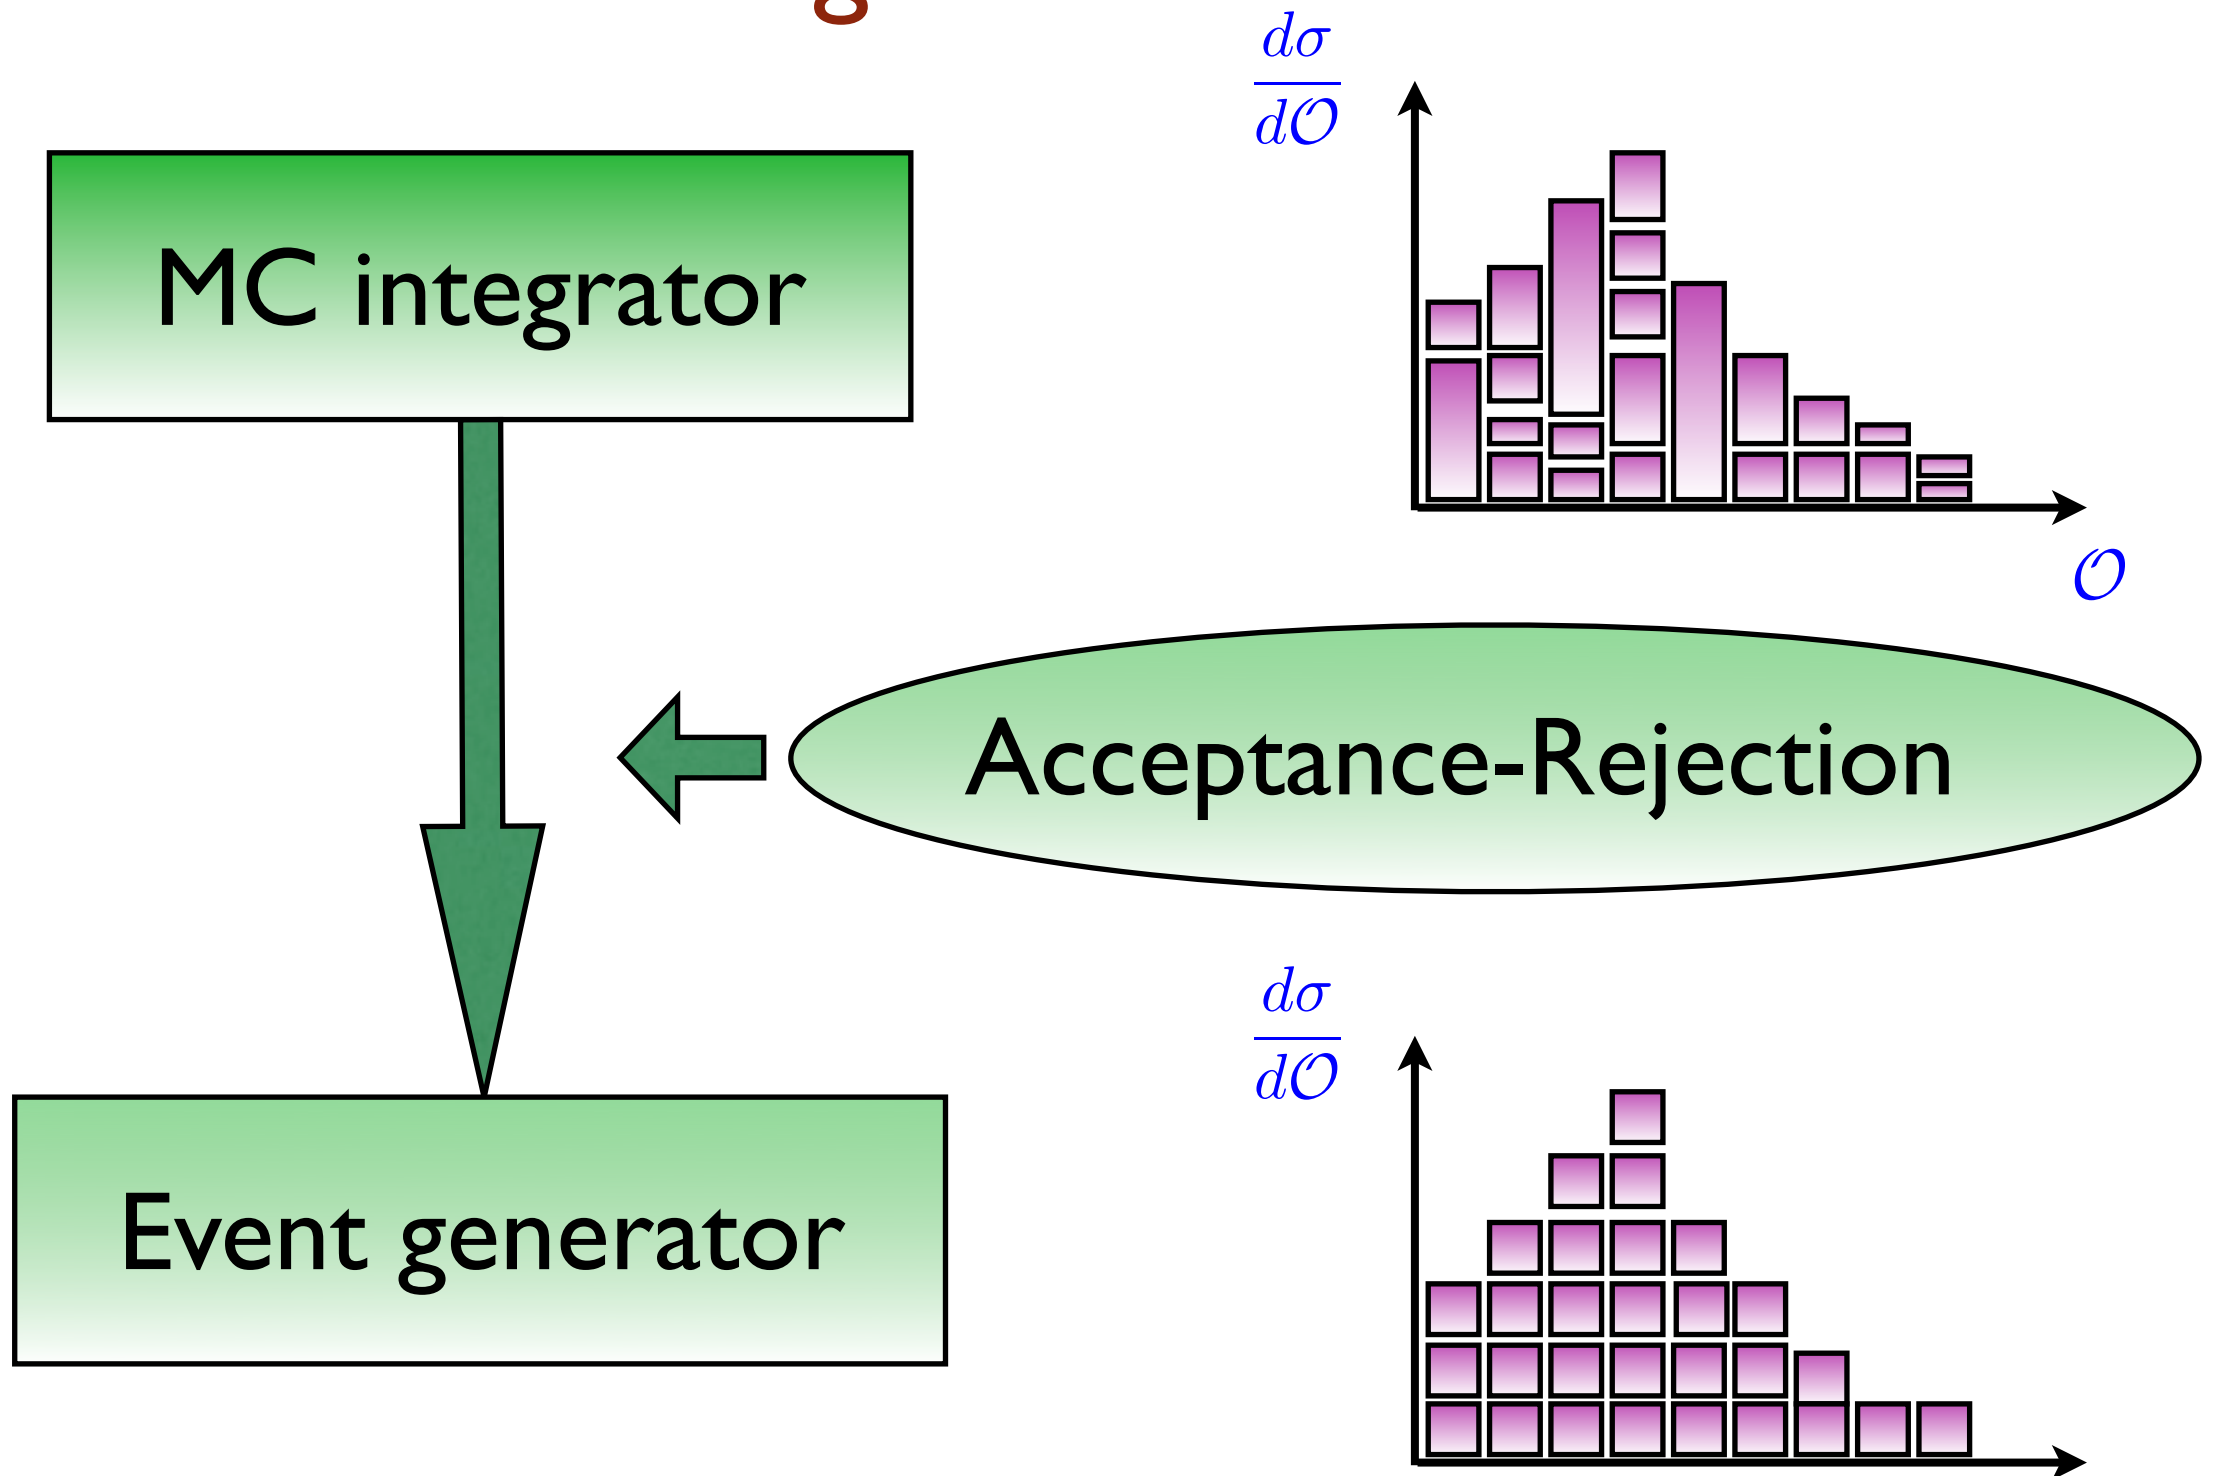 dσ
dO
MC integrator
O
Acceptance-Rejection
dσ
dO
Event generator